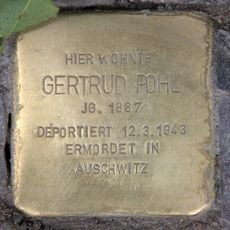 HIER WOHNTE
GERTRUD POHL
JG. 1887
DEPORTIERT 12.3.1943
ERMORDET IN
AUSCHWITZ